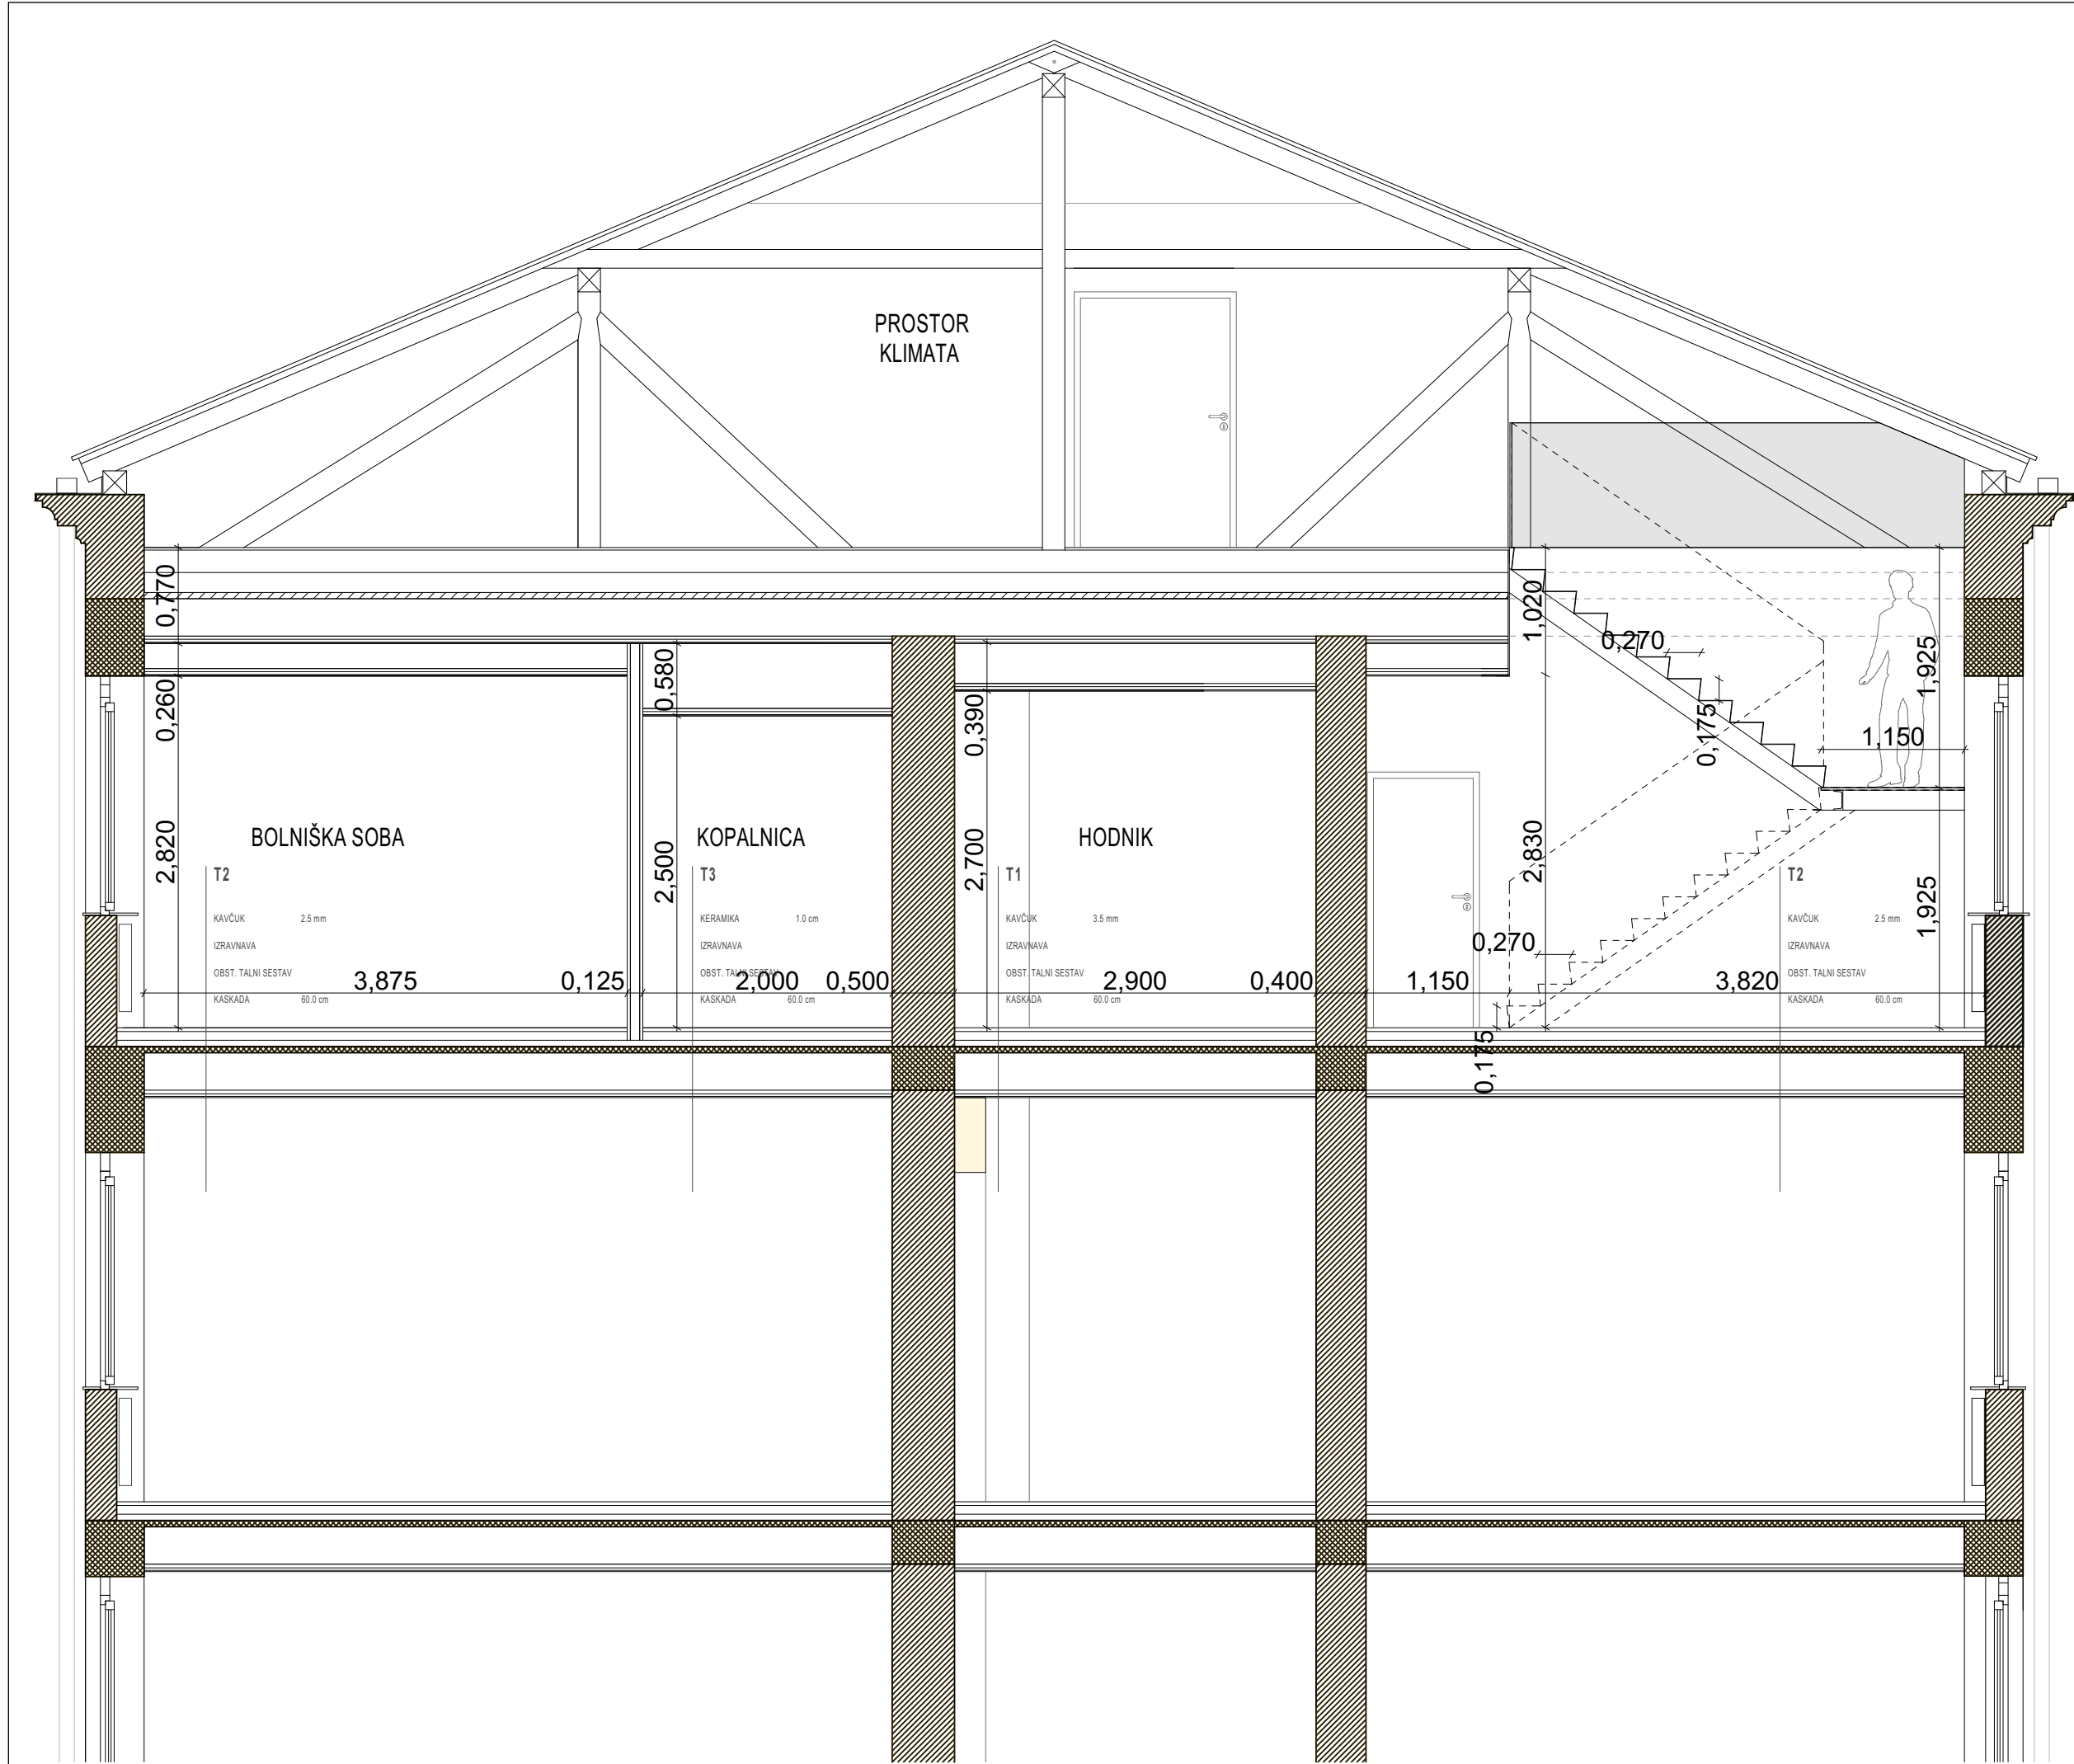 PROSTOR
KLIMATA
0,770
1,020
0,270
0,580
1,925
0,260
0,390
0,175
1,150
BOLNIŠKA SOBA
KOPALNICA
HODNIK
2,820
2,500
2,700
2,830
1,925
T2
T3
T1
T2
KAVČUK 2.5 mm
KERAMIKA 1.0 cm
KAVČUK 3.5 mm
KAVČUK 2.5 mm
IZRAVNAVA
IZRAVNAVA
IZRAVNAVA
IZRAVNAVA
0,270
OBST. TALNI SESTAV
OBST. TALNI SESTAV
OBST. TALNI SESTAV
OBST. TALNI SESTAV
3,875
0,125
2,000
0,500
2,900
0,400
1,150
3,820
KASKADA 60.0 cm
KASKADA 60.0 cm
KASKADA 60.0 cm
KASKADA 60.0 cm
0,175